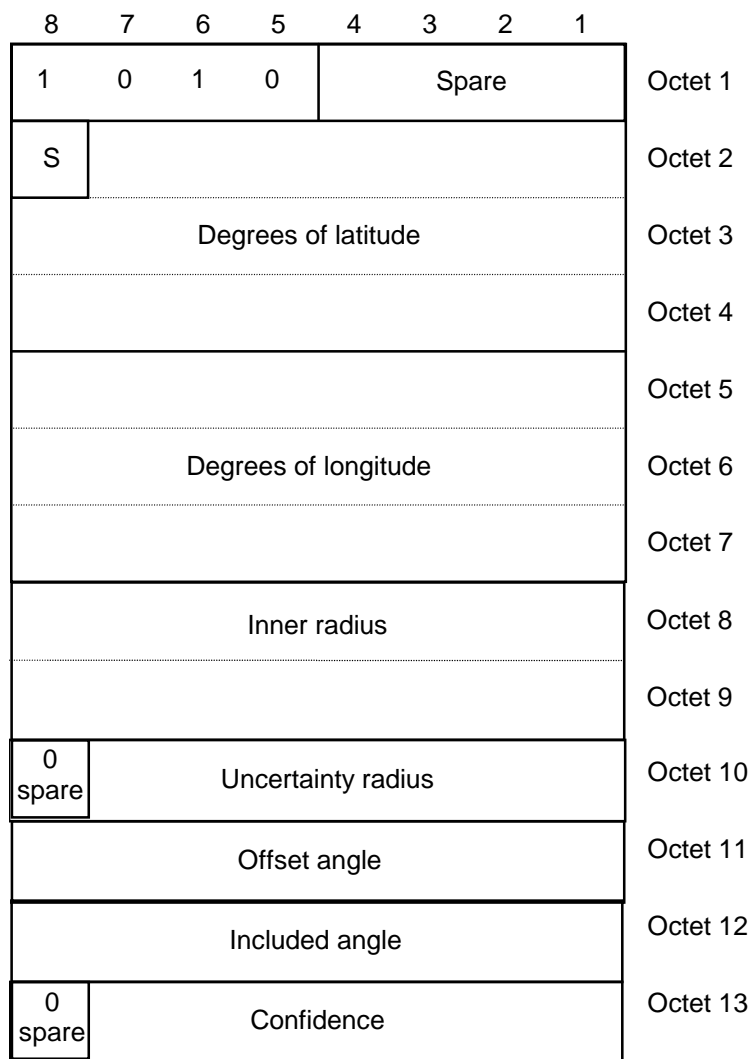 8 7 6 5 4 3 2 1
1 0 1 0 Spare Octet 1
S Octet 2
Degrees of latitude Octet 3
Octet 4
Octet 5
Degrees of longitude Octet 6
Octet 7
Inner radius Octet 8
Octet 9
0
spare Uncertainty radius Octet 10
Offset angle Octet 11
Included angle Octet 12
0
spare Confidence Octet 13